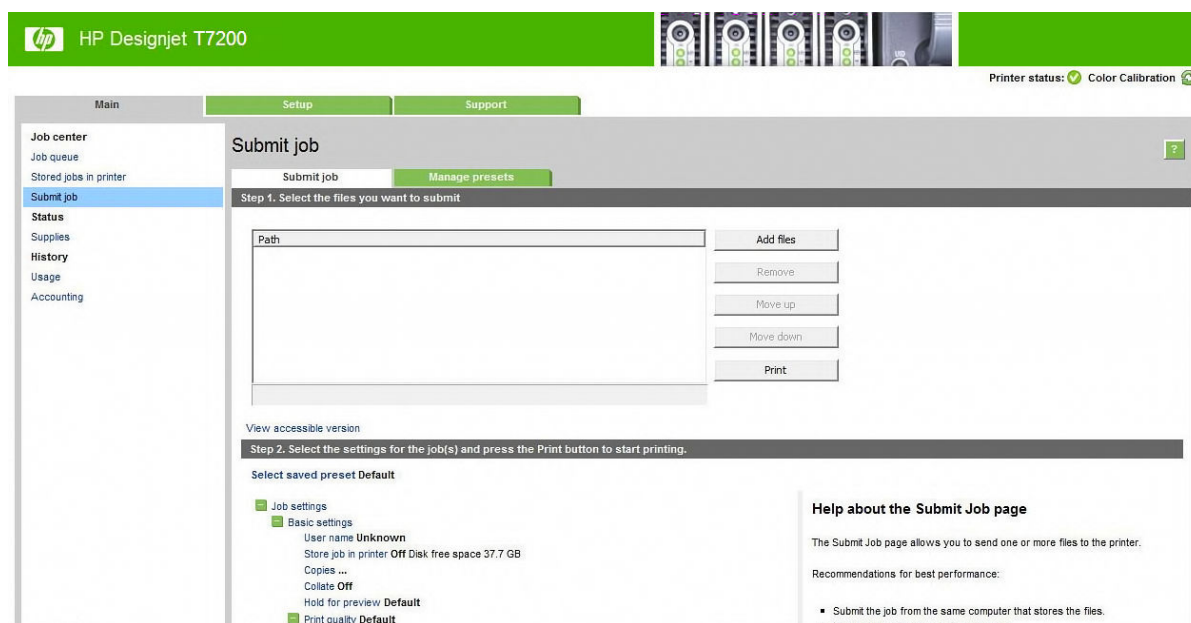 hp HP Designjet T7200
Printer status: Color Calibration
Main Setup Support
Job center
Job queue
Stored jobs in printer
Submit job
Status
Supplies
History
Usage
Accounting
Submit job
?
Submit job Manage presets
Step 1. Select the files you want to submit
Path
Add files
Remove
Move up
Move down
Print
View accessible version
Step 2. Select the settings for the job(s) and press the Print button to start printing.
Select saved preset Default
Job settings
Basic settings
User name Unknown
Store job in printer Off Disk free space 37.7 GB
Copies ...
Collate Off
Hold for preview Default
Print quality Default
Help about the Submit Job page
The Submit Job page allows you to send one or more files to the printer.
Recommendations for best performance:
Submit the job from the same computer that stores the files.